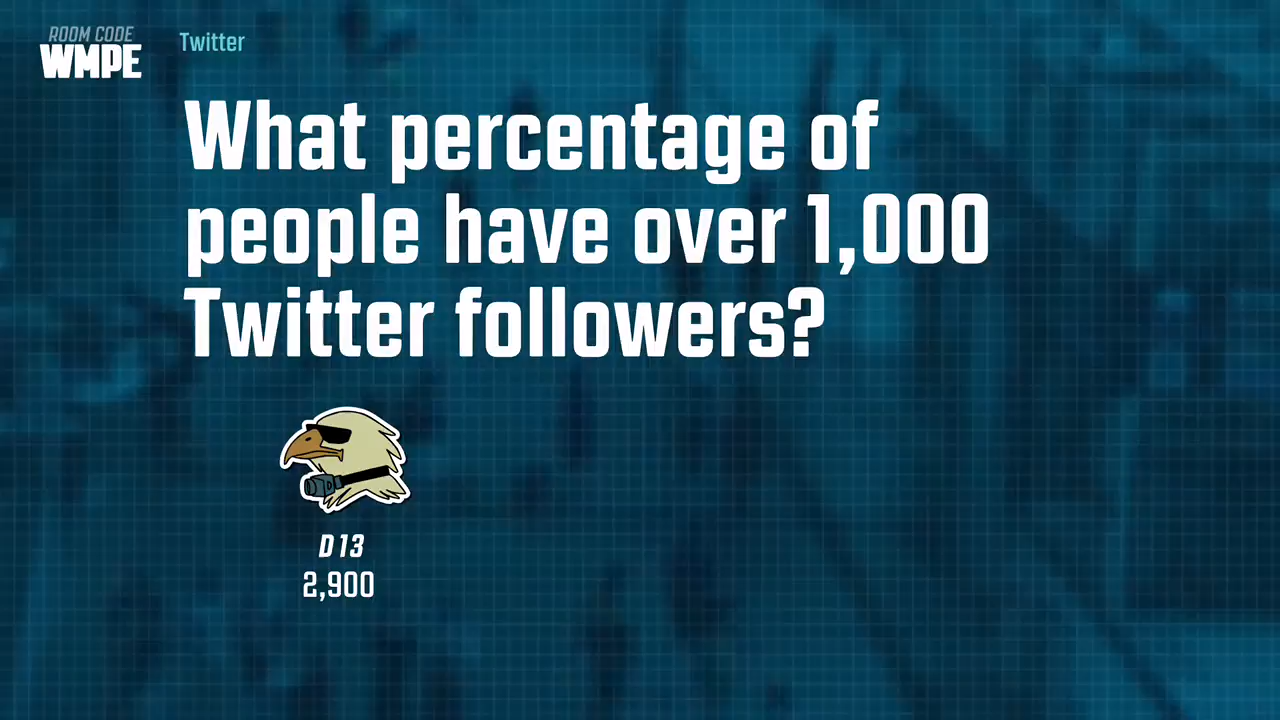 ROOM CODE
WMPE
Twitter
What percentage of
people have over 1,000
Twitter followers?
D
D13
2,900